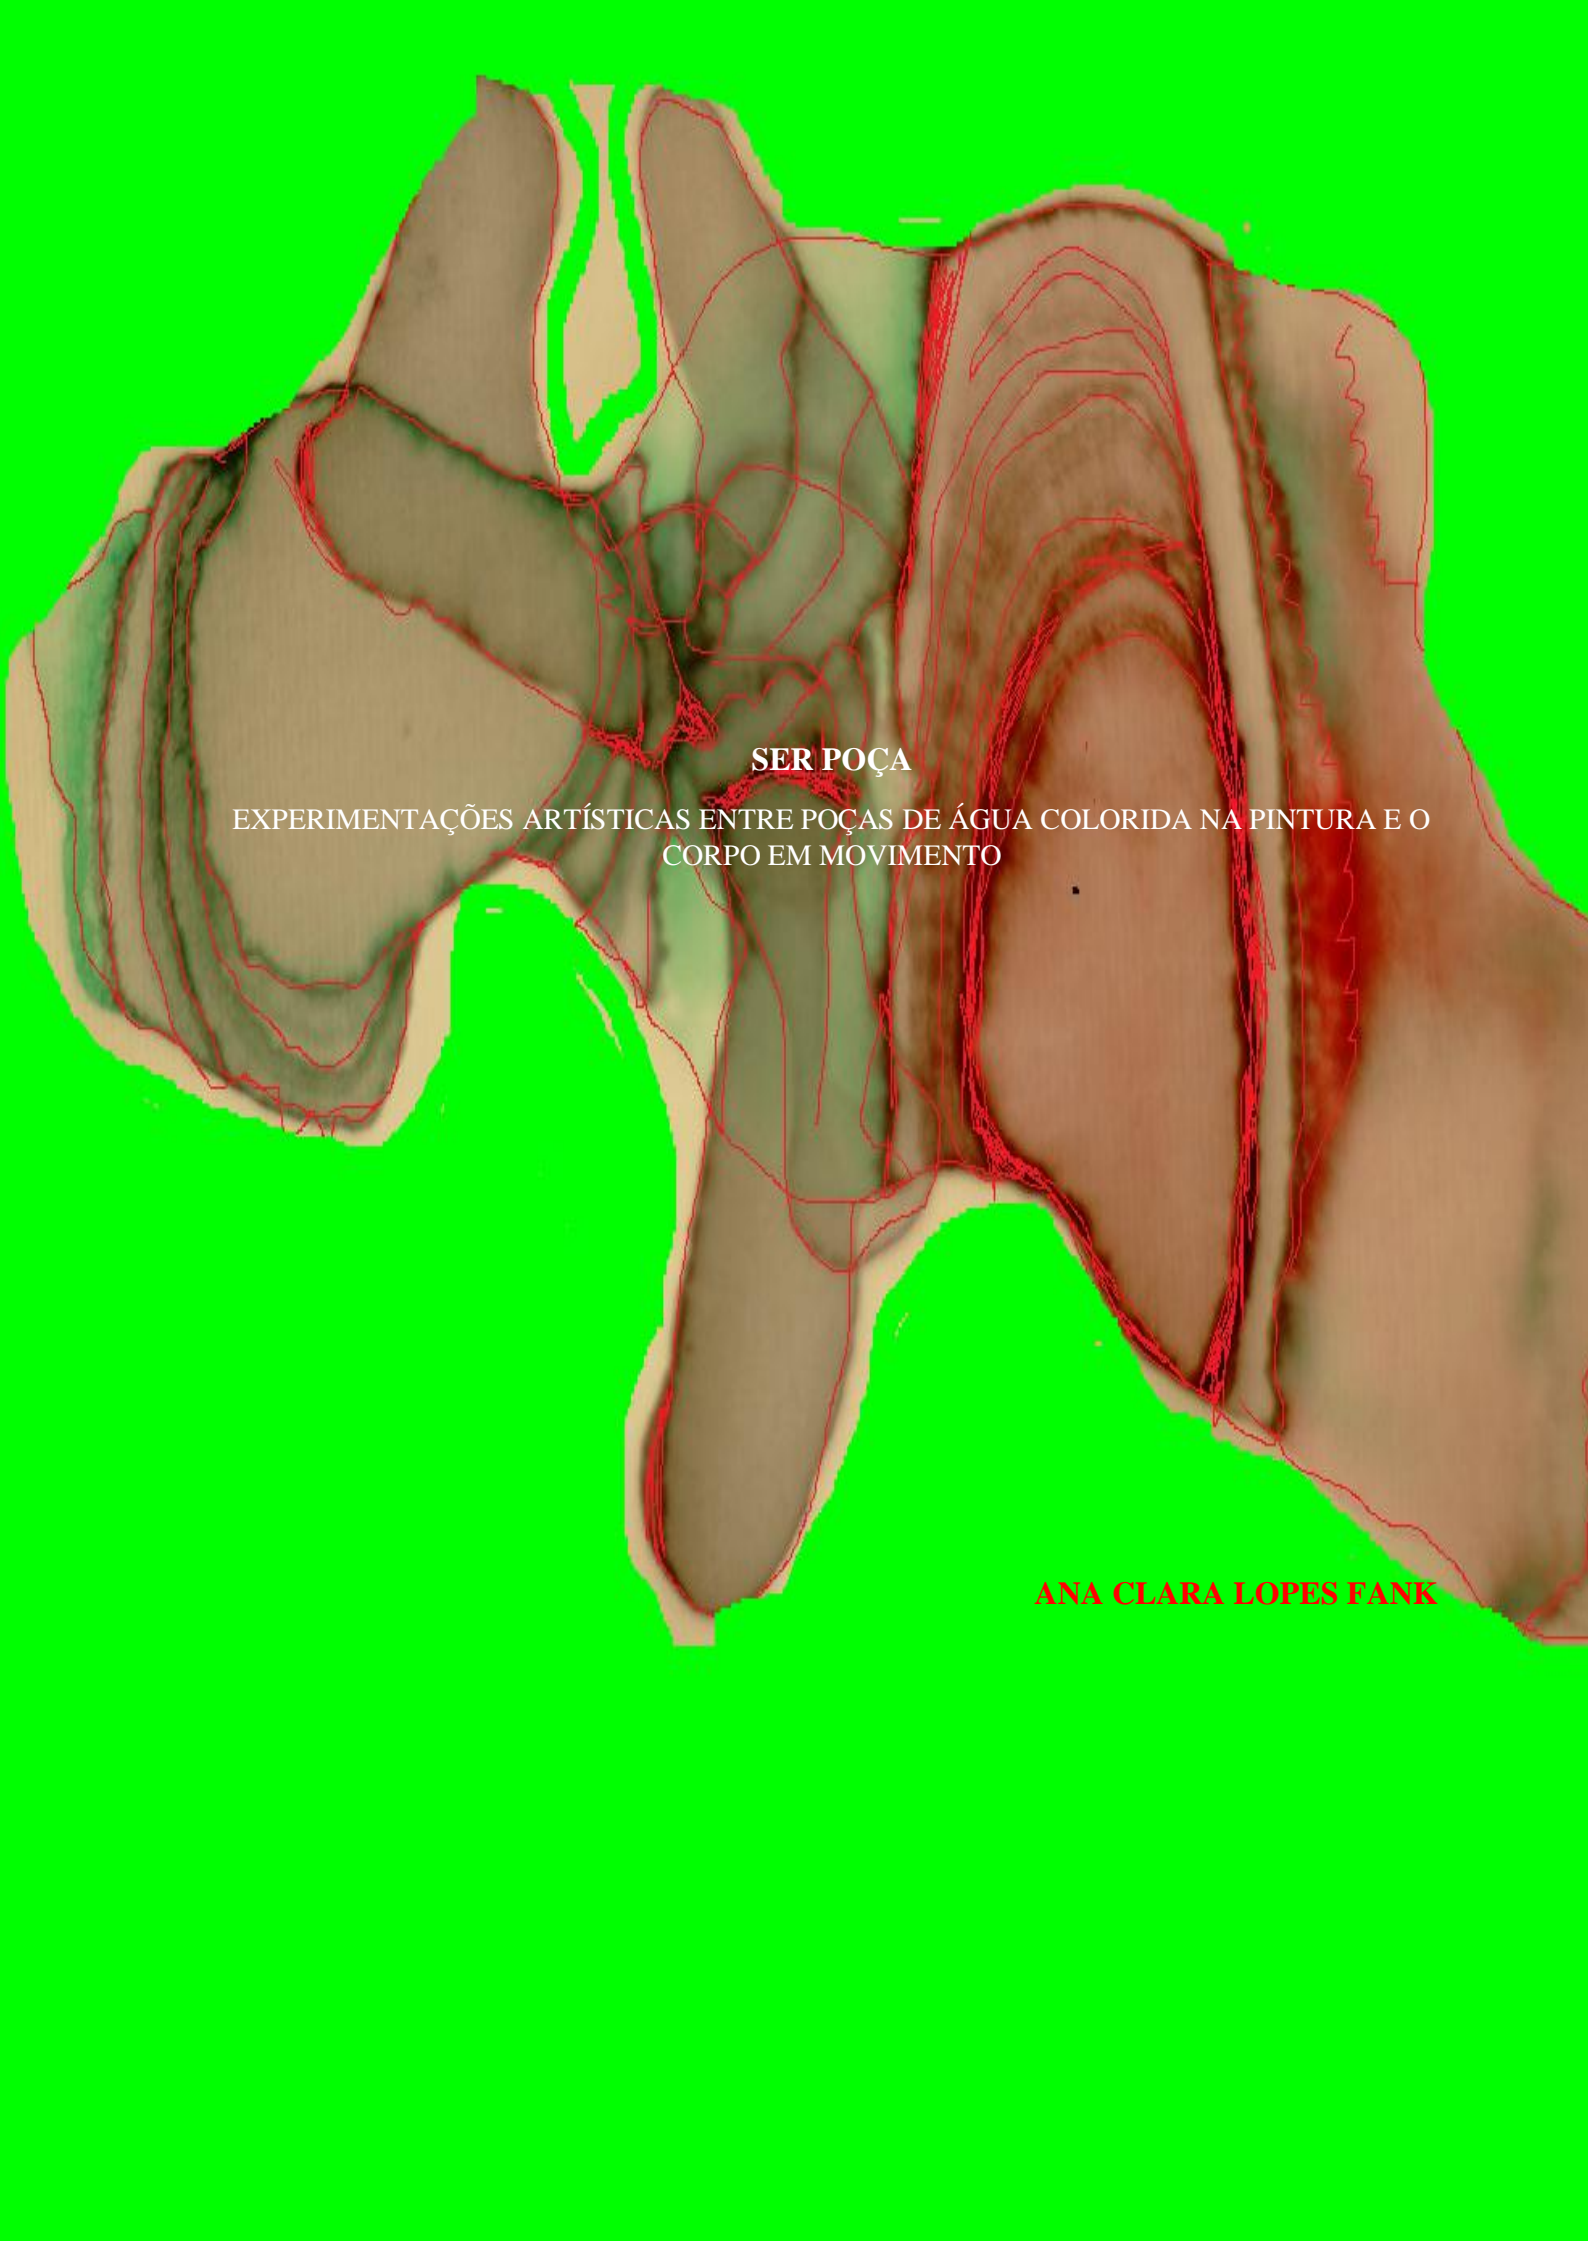 SER POÇA
EXPERIMENTAÇÕES ARTÍSTICAS ENTRE POÇAS DE ÁGUA COLORIDA NA PINTURA E O
CORPO EM MOVIMENTO
ANA CLARA LOPES FANK